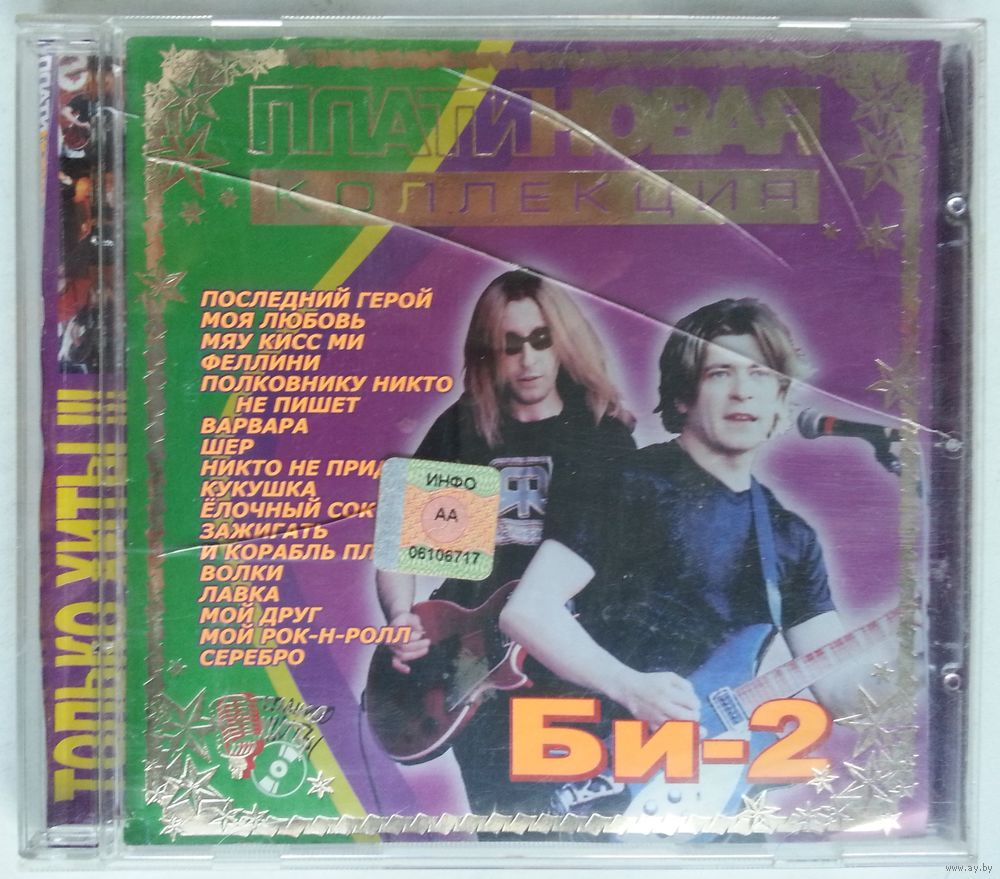 ПЛАТИНОВАЯ
КОЛЛЕКЦИЯ
ПОСЛЕДНИЙ ГЕРОЙ
МОЯ ЛЮБОВЬ
МЯУ КИСС МИ
ФЕЛЛИНИ
ПОЛКОВНИКУ НИКТО
НЕ ПИШЕТ
ВАРВАРА
ШЕР
НИКТО НЕ ПРИД
КУКУШКА
ЁЛОЧНЫЙ СОК
ЗАЖИГАТЬ
И КОРАБЛЬ ПЛ
ВОЛКИ
ЛАВКА
МОЙ ДРУГ
МОЙ РОК-Н-РОЛЛ
СЕРЕБРО
ИНФО
АА
06106717
Би-2
ТОЛЬКО ХИТЫ !!!
www.ay.by